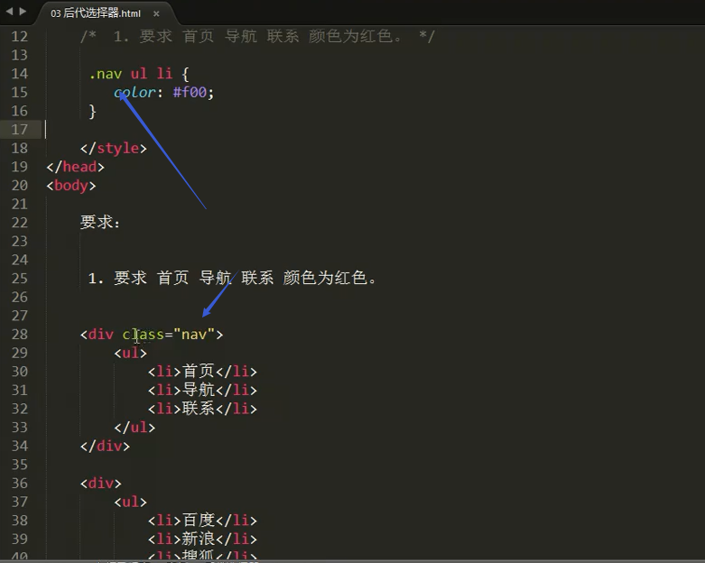 03 后代选择器.html ×
12 /* 1. 要求 首页 导航 联系 颜色为红色。 */
13
14 .nav ul li {
15 color: #f00;
16 }
17
18 </style>
19 </head>
20 <body>
21
22 要求：
23
24
25 1. 要求 首页 导航 联系 颜色为红色。
26
27
28 <div class="nav">
29 <ul>
30 <li>首页</li>
31 <li>导航</li>
32 <li>联系</li>
33 </ul>
34 </div>
35
36 <div>
37 <ul>
38 <li>百度</li>
39 <li>新浪</li>
40 <li>搜狐</li>